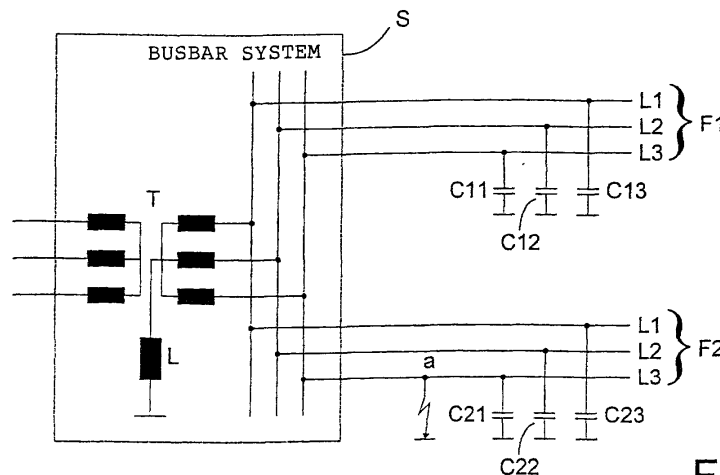 S
BUSBAR SYSTEM
L1
L2
L3
F1
C11
C12
C13
T
L
L1
L2
L3
F2
a
C21
C22
C23